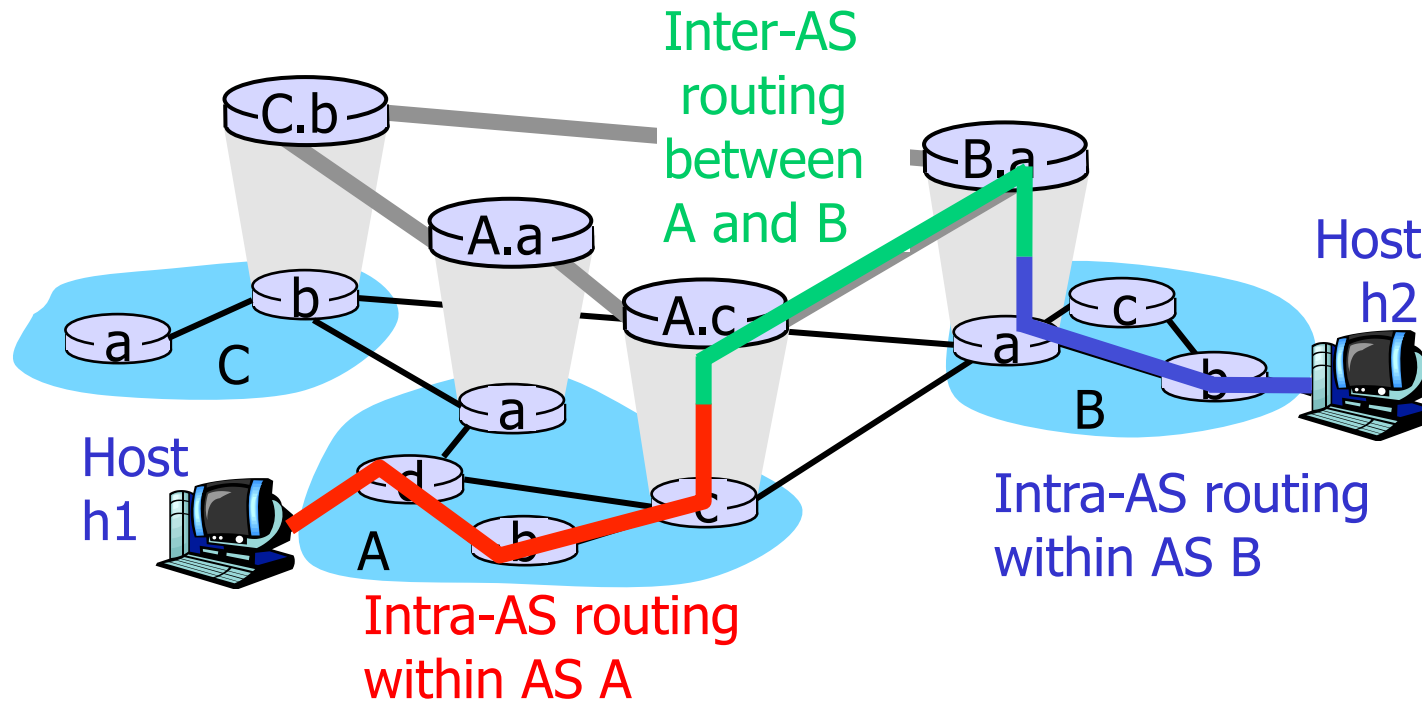 Inter-AS
routing
between
A and B
C.b
B.a
A.a
A.c
Host
h2
b
a
C
c
a
b
B
a
Host
h1
d
c
b
A
Intra-AS routing
within AS B
Intra-AS routing
within AS A